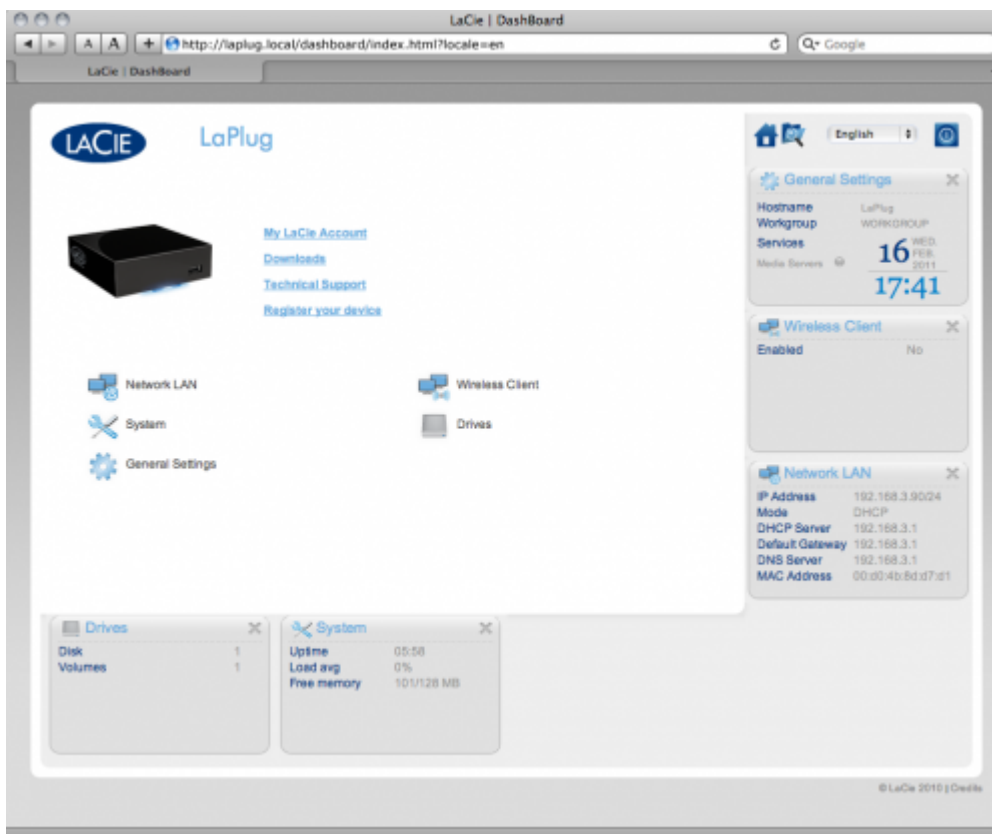 LaCie | DashBoard
A A + http://laplug.local/dashboard/index.html?locale=en Google
LaCie | DashBoard
LACIE LaPlug
English
My LaCie Account
Downloads
Technical Support
Register your device
Network LAN Wireless Client
System Drives
General Settings
General Settings
Hostname LaPlug
Workgroup WORKGROUP
Services
Media Servers
16 WED. FEB. 2011
17:41
Wireless Client
Enabled No
Network LAN
IP Address 192.168.3.90/24
Mode DHCP
DHCP Server 192.168.3.1
Default Gateway 192.168.3.1
DNS Server 192.168.3.1
MAC Address 00:d0:4b:8d:d7:d1
Drives
Disk 1
Volumes 1
System
Uptime 05:58
Load avg 0%
Free memory 101/128 MB
© LaCie 2010 | Credits